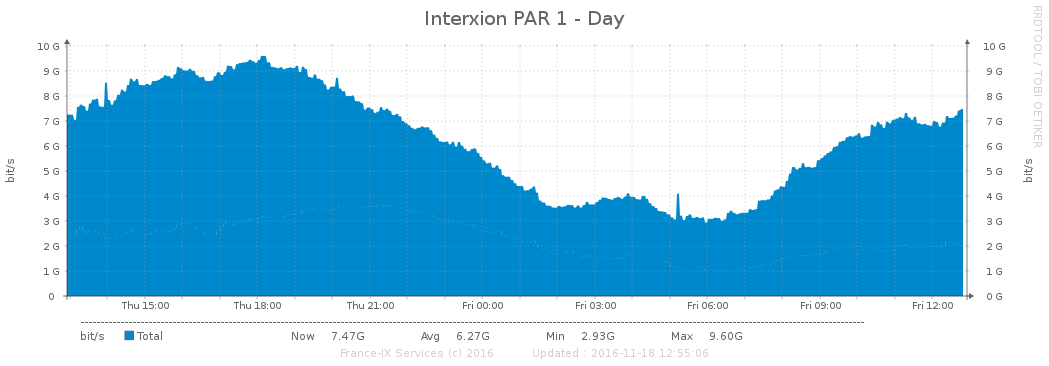 Interxion PAR 1 - Day
RRDTOOL / TOBI OETIKER
bit/s
10 G 10 G
9 G 9 G
8 G 8 G
7 G 7 G
6 G 6 G
5 G 5 G
4 G 4 G
3 G 3 G
2 G 2 G
1 G 1 G
0 0 G
bit/s
Thu 15:00 Thu 18:00 Thu 21:00 Fri 00:00 Fri 03:00 Fri 06:00 Fri 09:00 Fri 12:00
bit/s Total Now 7.47G Avg 6.27G Min 2.93G Max 9.60G
France-IX Services (c) 2016 Updated : 2016-11-18 12:55:06